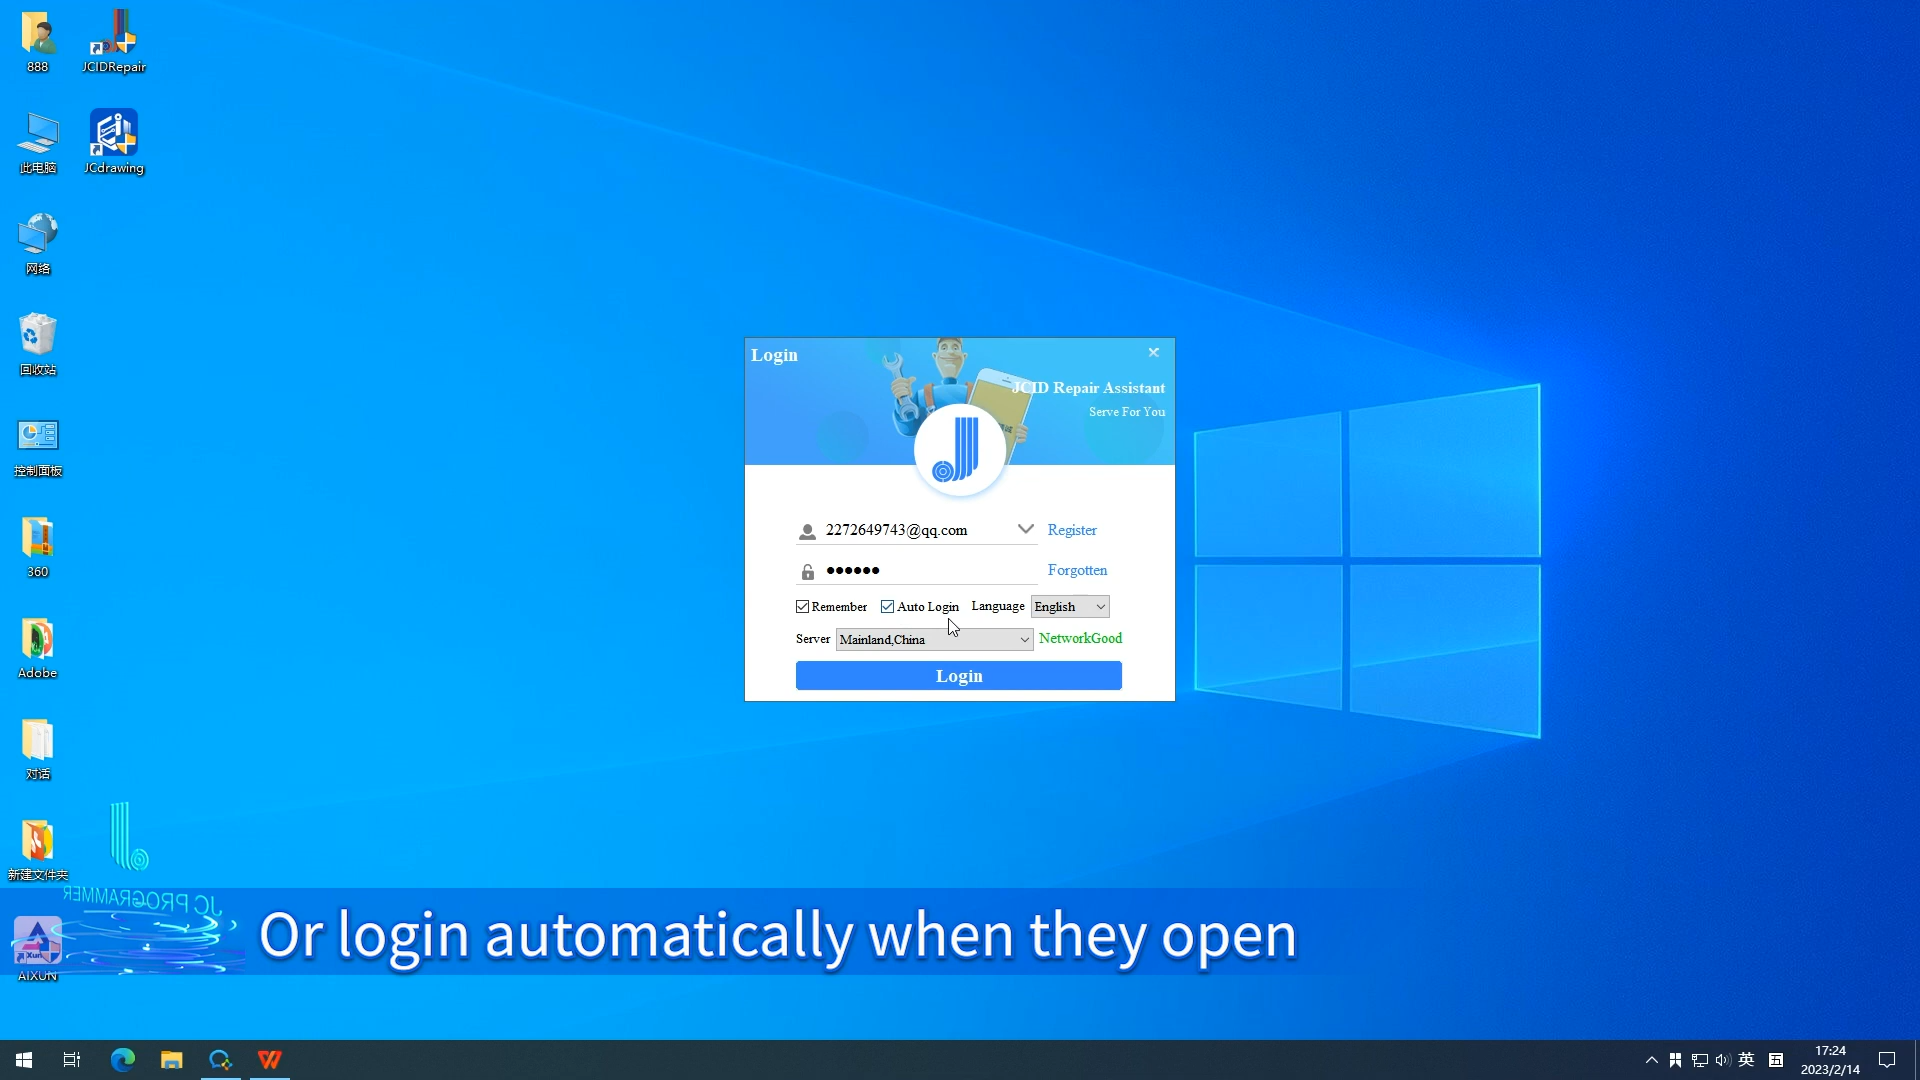 888
JCIDRepair
此电脑
JCdrawing
网络
回收站
控制面板
360
Adobe
对话
新建文件夹
AIXUN
Login
JCID Repair Assistant
Serve For You
2272649743@qq.com
Register
Forgotten
Remember
Auto Login
Language
English
Server
Mainland,China
NetworkGood
Login
JC PROGRAMMER
Or login automatically when they open
英
17:24
2023/2/14